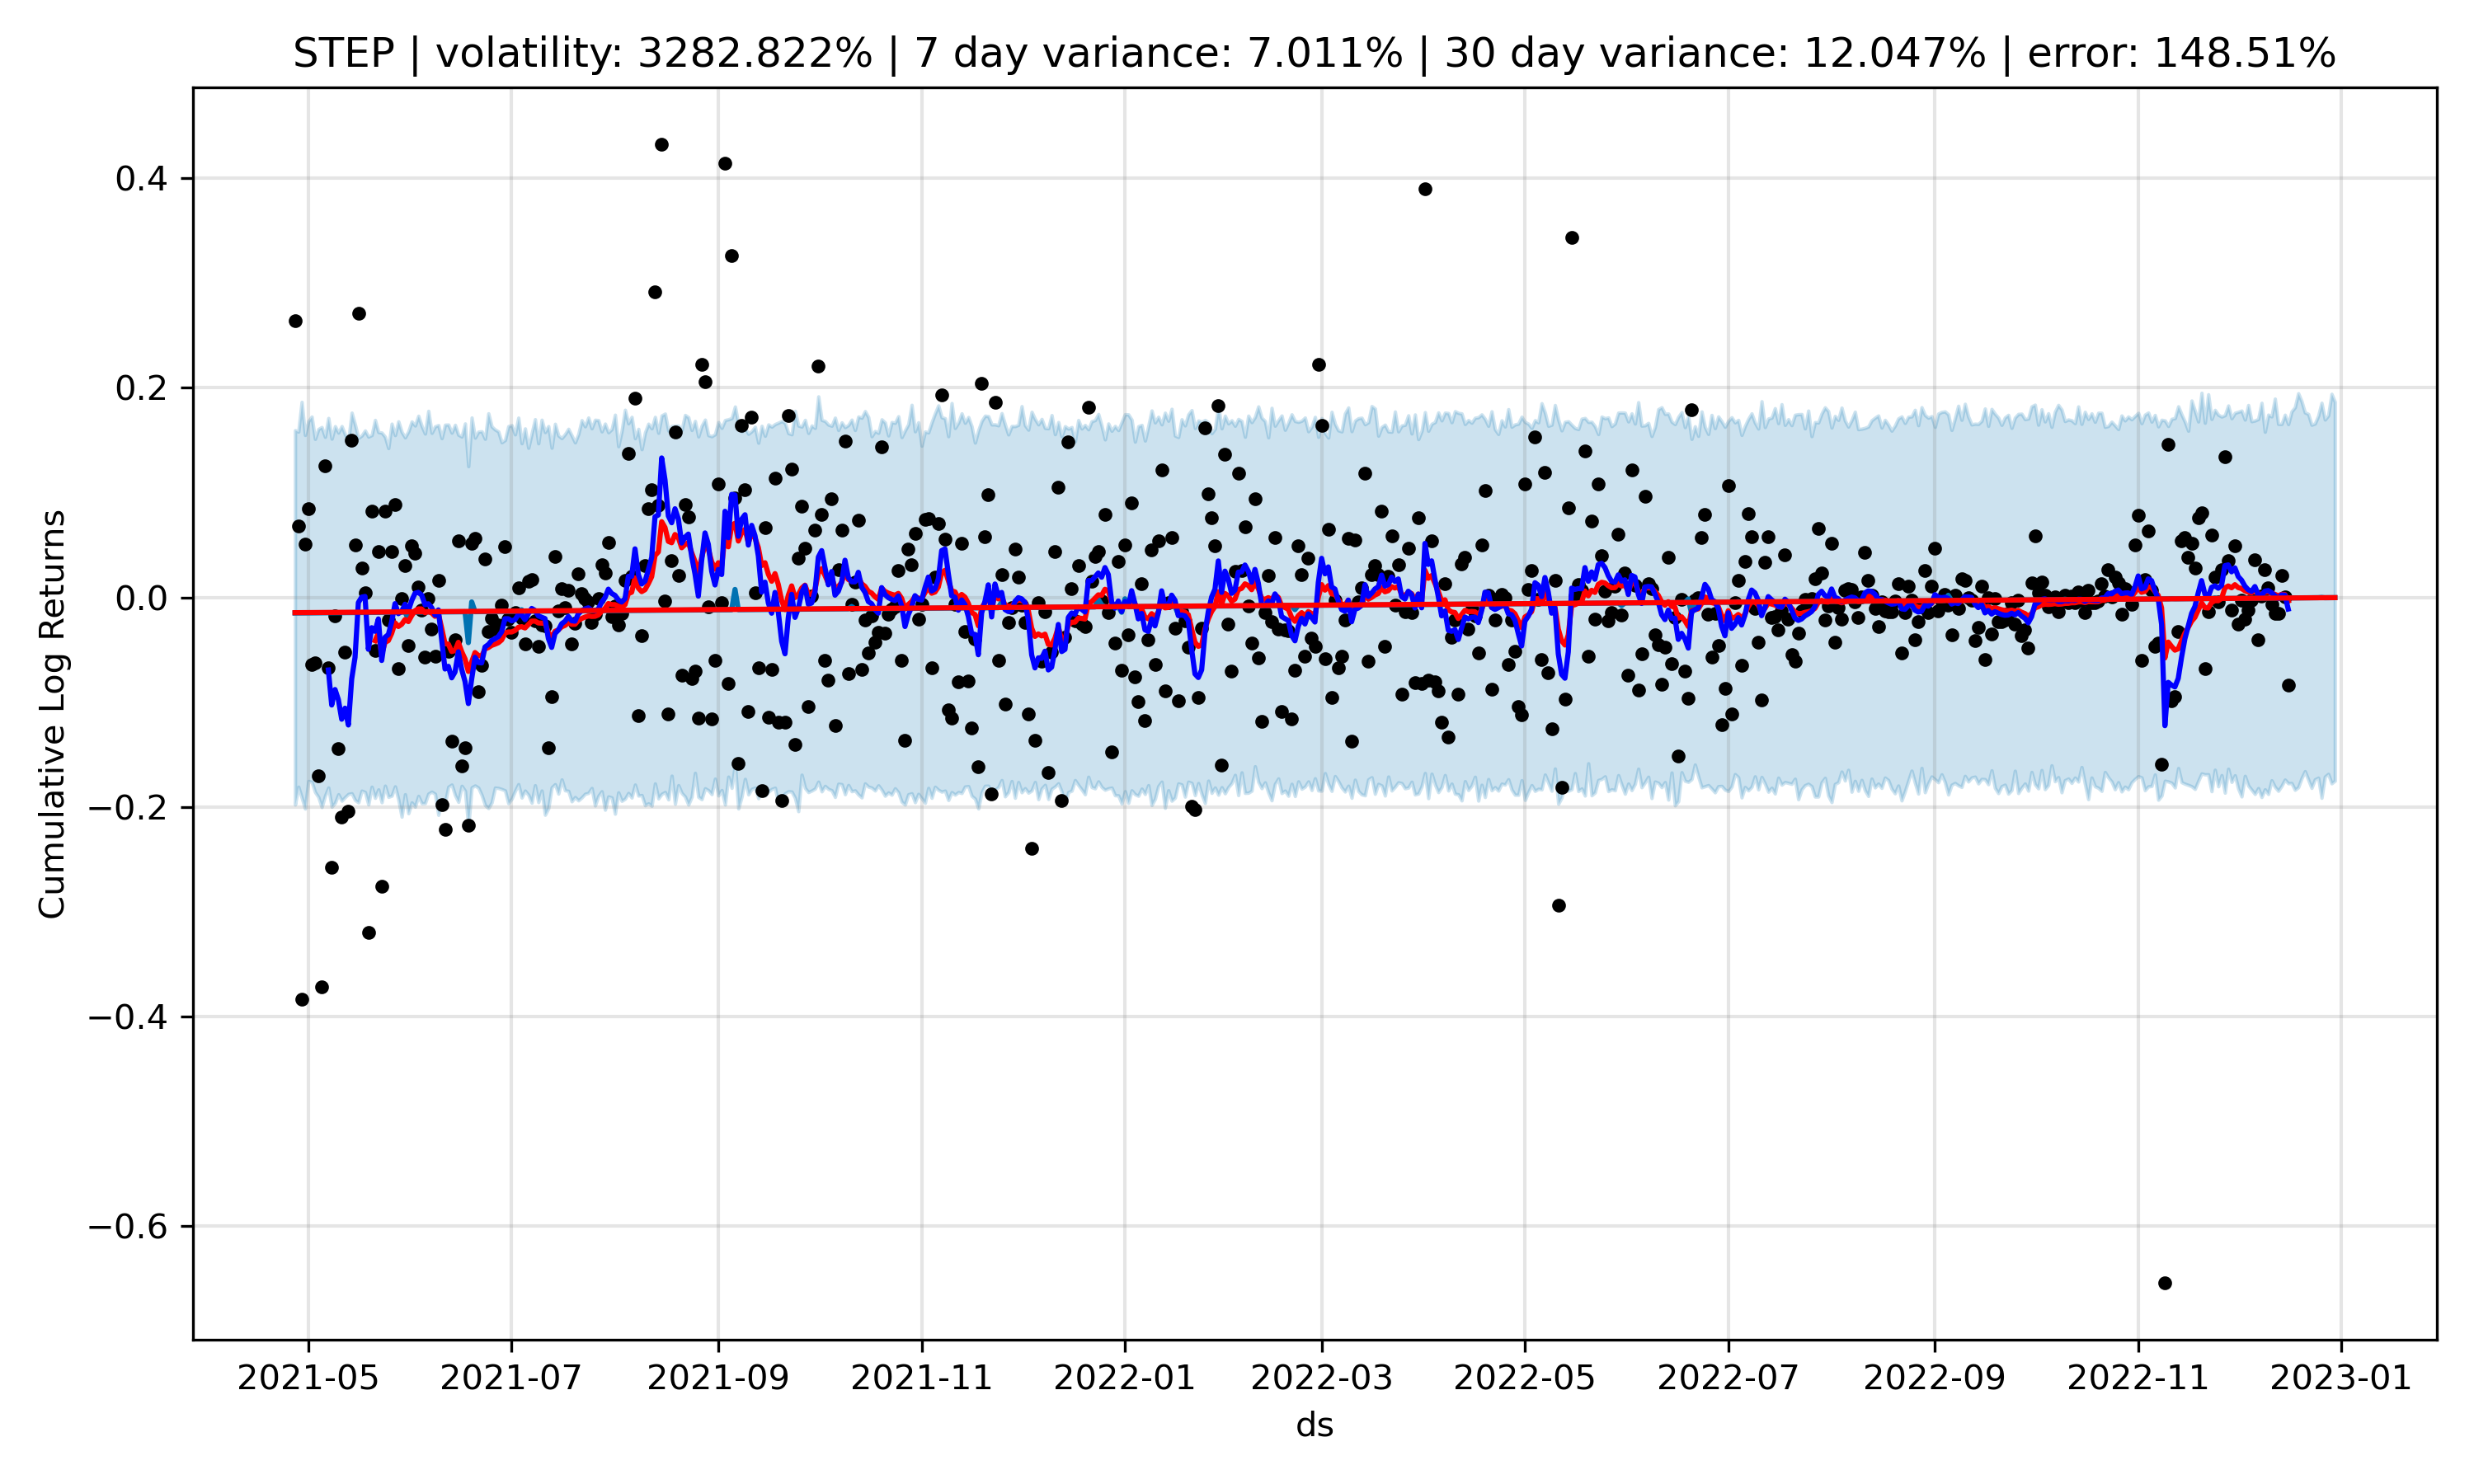 STEP | volatility: 3282.822% | 7 day variance: 7.011% | 30 day variance: 12.047% | error: 148.51%
Cumulative Log Returns
0.4
0.2
0.0
−0.2
−0.4
−0.6
2021-05 2021-07 2021-09 2021-11 2022-01 2022-03 2022-05 2022-07 2022-09 2022-11 2023-01
ds